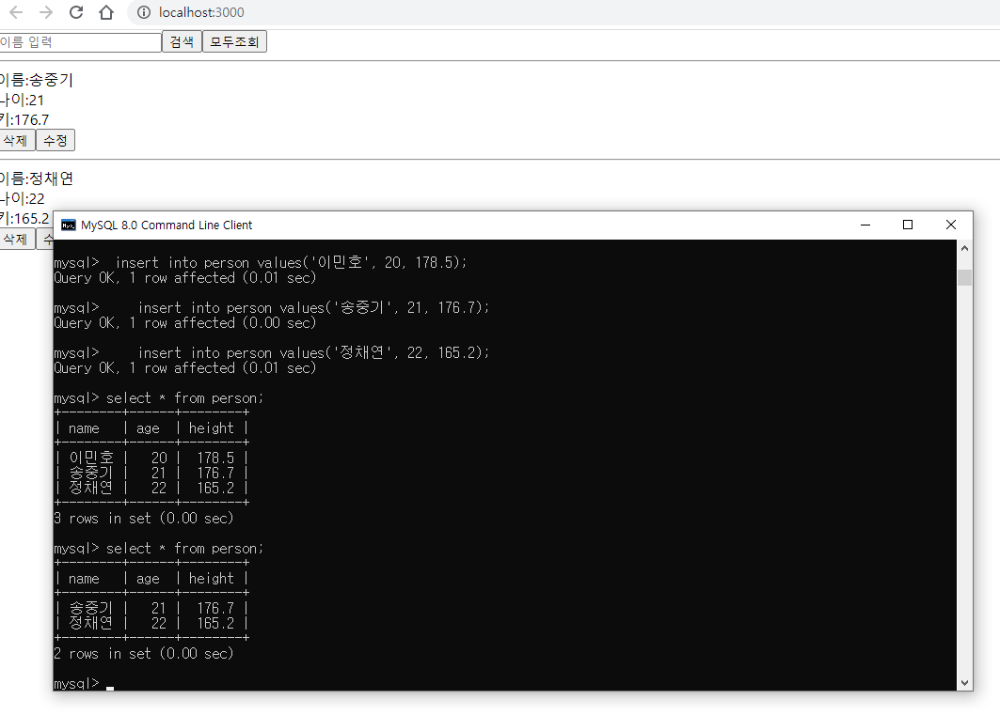 localhost:3000
이름 입력 검색 모두조회
이름:송중기
나이:21
키:176.7
삭제 수정
이름:정채연
나이:22
키:165.2
삭제 수
MySQL 8.0 Command Line Client
mysql>  insert into person values('이민호', 20, 178.5);
Query OK, 1 row affected (0.01 sec)
mysql>     insert into person values('송중기', 21, 176.7);
Query OK, 1 row affected (0.00 sec)
mysql>     insert into person values('정채연', 22, 165.2);
Query OK, 1 row affected (0.01 sec)
mysql> select * from person;
+--------+------+--------+
| name   | age  | height |
+--------+------+--------+
| 이민호 |   20 |  178.5 |
| 송중기 |   21 |  176.7 |
| 정채연 |   22 |  165.2 |
+--------+------+--------+
3 rows in set (0.00 sec)
mysql> select * from person;
+--------+------+--------+
| name   | age  | height |
+--------+------+--------+
| 송중기 |   21 |  176.7 |
| 정채연 |   22 |  165.2 |
+--------+------+--------+
2 rows in set (0.00 sec)
mysql>